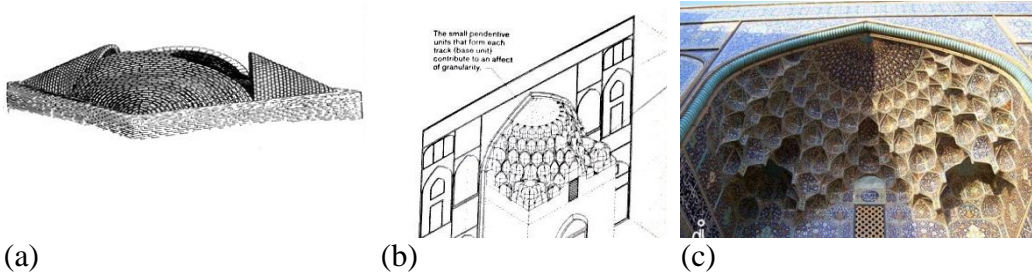 The small pendentive
units that form each
track (base unit)
contribute to an affect
of granularity.
(a)
(b)
(c)